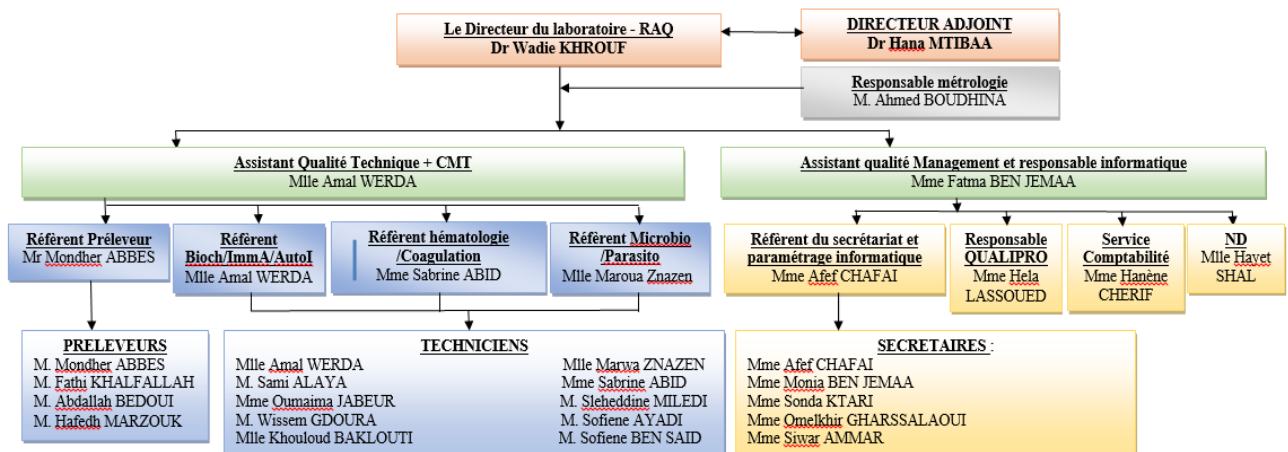 Le Directeur du laboratoire - RAQ
Dr Wadie KHROUF
DIRECTEUR ADJOINT
Dr Hana MTIBAA
Responsable métrologie
M. Ahmed BOUDHINA
Assistant Qualité Technique + CMT
Mlle Amal WERDA
Assistant qualité Management et responsable informatique
Mme Fatma BEN JEMAA
Réfèrent Préleveur
Mr Mondher ABBES
Réfèrent
Bioch/ImmA/AutoI
Mlle Amal WERDA
Réfèrent hématologie
/Coagulation
Mme Sabrine ABID
Réfèrent Microbio
/Parasito
Mlle Maroua Znazen
Réfèrent du secrétariat et
paramétrage informatique
Mme Afef CHAFAI
Responsable
QUALIPRO
Mme Hela
LASSOUED
Service
Comptabilité
Mme Hanène
CHERIF
ND
Mlle Hayet
SHAL
PRELEVEURS
M. Mondher ABBES
M. Fathi KHALFALLAH
M. Abdallah BEDOUI
M. Hafedh MARZOUK
TECHNICIENS
Mlle Amal WERDA
M. Sami ALAYA
Mme Oumaima JABEUR
M. Wissem GDOURA
Mlle Khouloud BAKLOUTI
Mlle Marwa ZNAZEN
Mme Sabrine ABID
M. Sleheddine MILEDI
M. Sofiene AYADI
M. Sofiene BEN SAID
SECRETAIRES :
Mme Afef CHAFAI
Mme Monia BEN JEMAA
Mme Sonda KTARI
Mme Omelkhir GHARSSALAOUI
Mme Siwar AMMAR